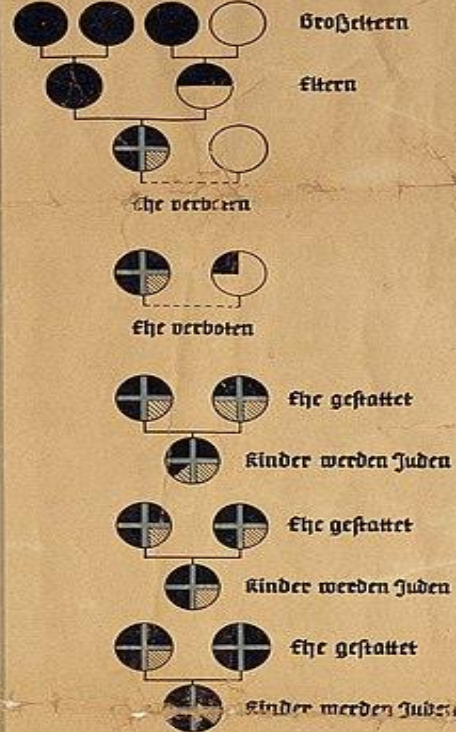 Großeltern
Eltern
Ehe verboten
Ehe verboten
Ehe gestattet
Kinder werden Juden
Ehe gestattet
Kinder werden Juden
Ehe gestattet
Kinder werden Juden